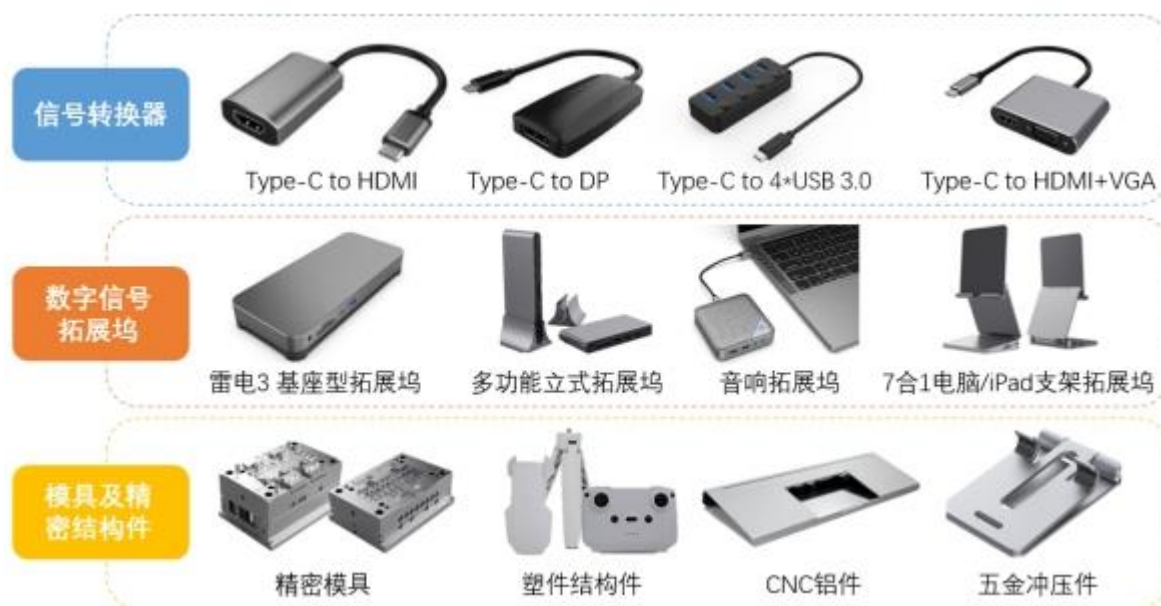 信号转换器
Type-C to HDMI
Type-C to DP
Type-C to 4*USB 3.0
Type-C to HDMI+VGA
数字信号
拓展坞
雷电3 基座型拓展坞
多功能立式拓展坞
音响拓展坞
7合1电脑/iPad支架拓展坞
模具及精
密结构件
精密模具
塑件结构件
CNC铝件
五金冲压件